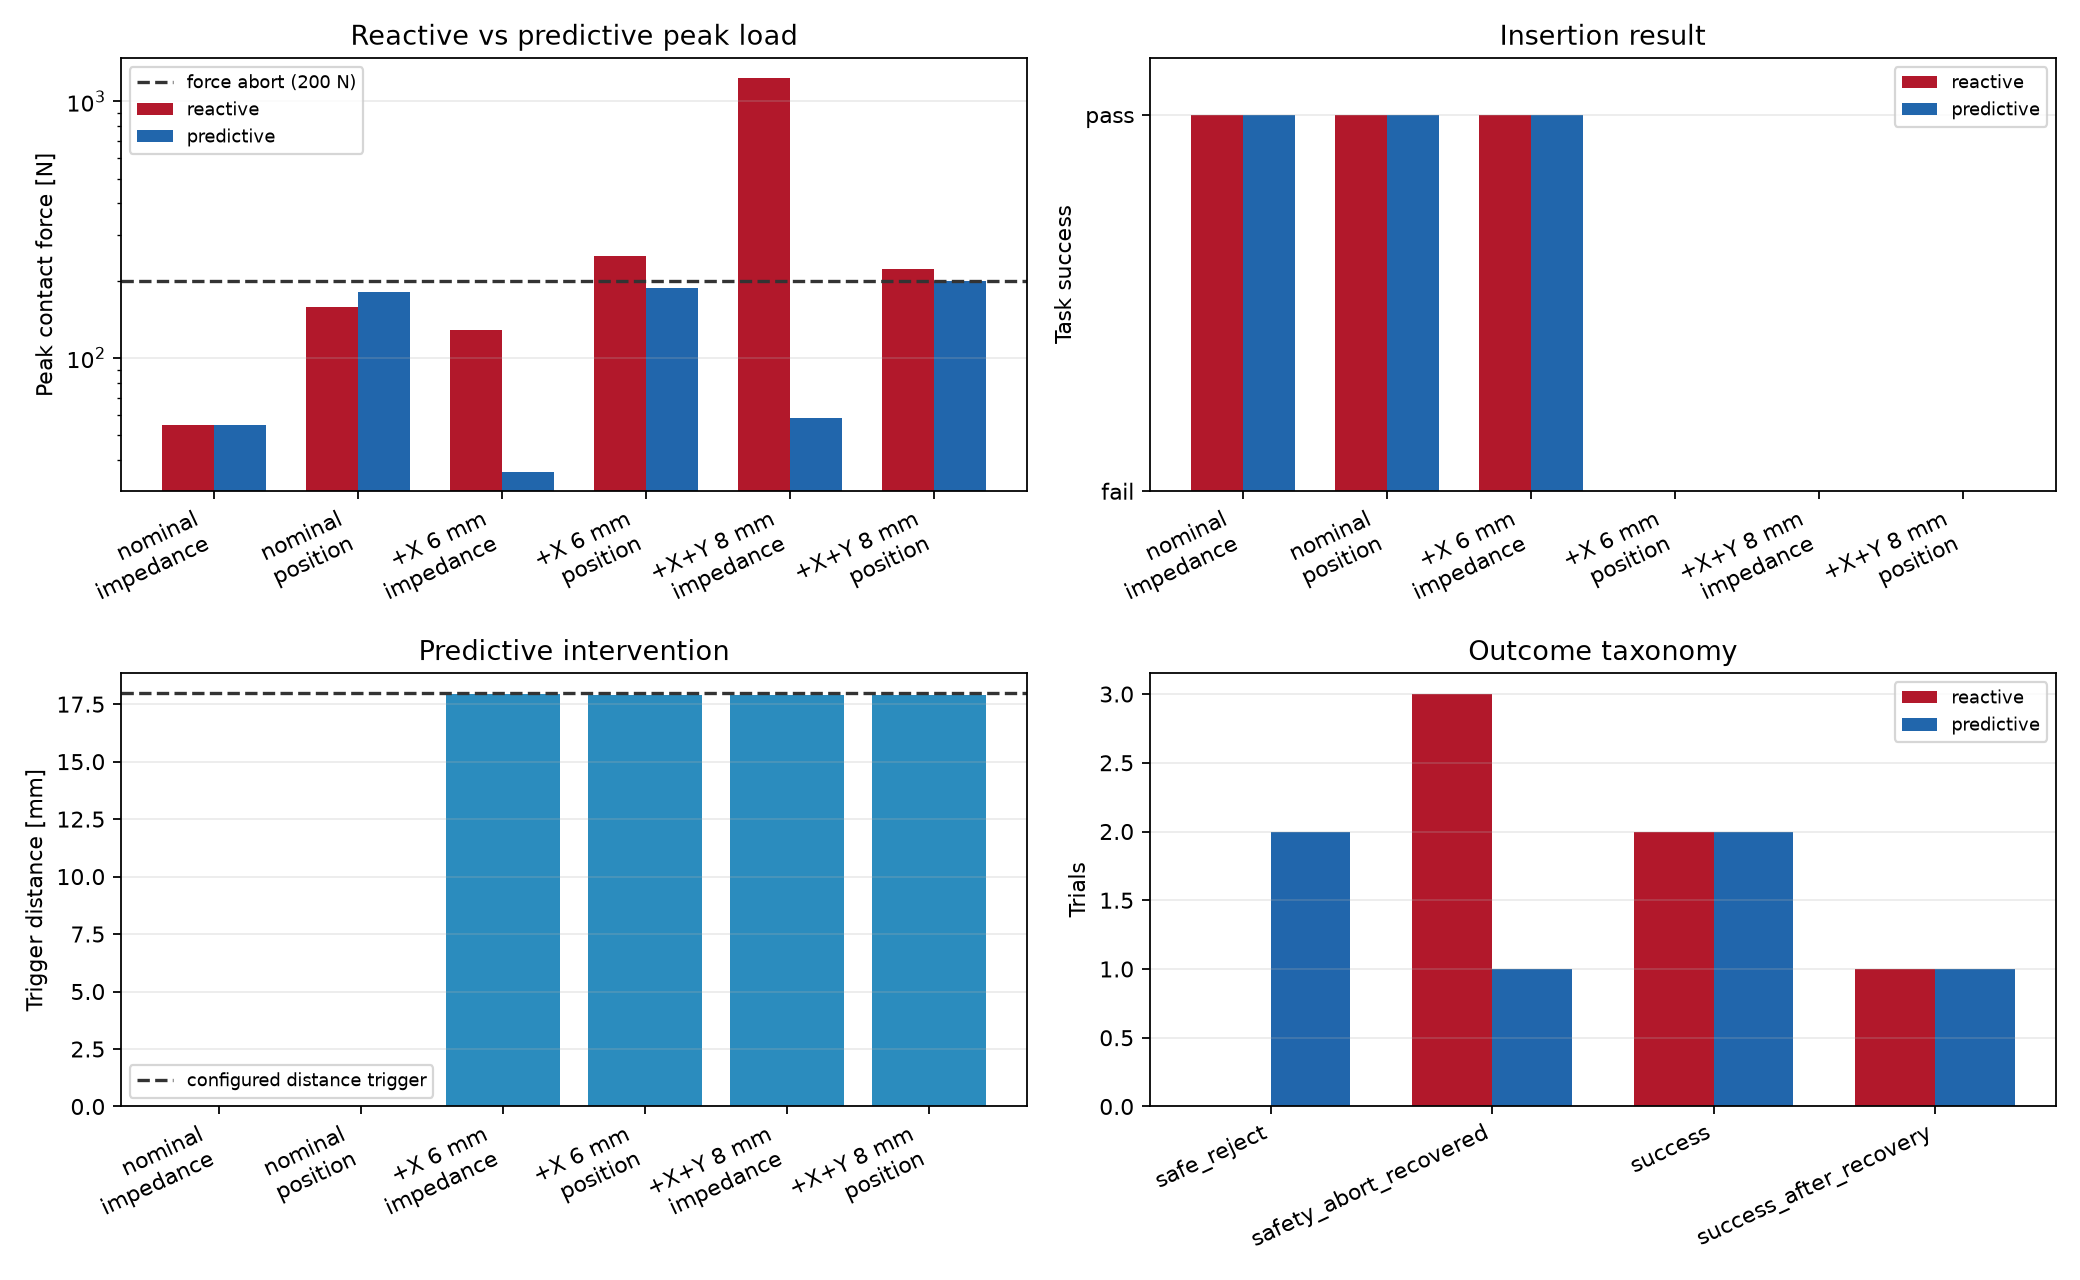 Reactive vs predictive peak load
Peak contact force [N]
10³
10²
force abort (200 N)
reactive
predictive
nominal
impedance
nominal
position
+X 6 mm
impedance
+X 6 mm
position
+X+Y 8 mm
impedance
+X+Y 8 mm
position
Insertion result
Task success
pass
fail
reactive
predictive
nominal
impedance
nominal
position
+X 6 mm
impedance
+X 6 mm
position
+X+Y 8 mm
impedance
+X+Y 8 mm
position
Predictive intervention
Trigger distance [mm]
17.5
15.0
12.5
10.0
7.5
5.0
2.5
0.0
configured distance trigger
nominal
impedance
nominal
position
+X 6 mm
impedance
+X 6 mm
position
+X+Y 8 mm
impedance
+X+Y 8 mm
position
Outcome taxonomy
Trials
3.0
2.5
2.0
1.5
1.0
0.5
0.0
reactive
predictive
safe_reject
safety_abort_recovered
success
success_after_recovery